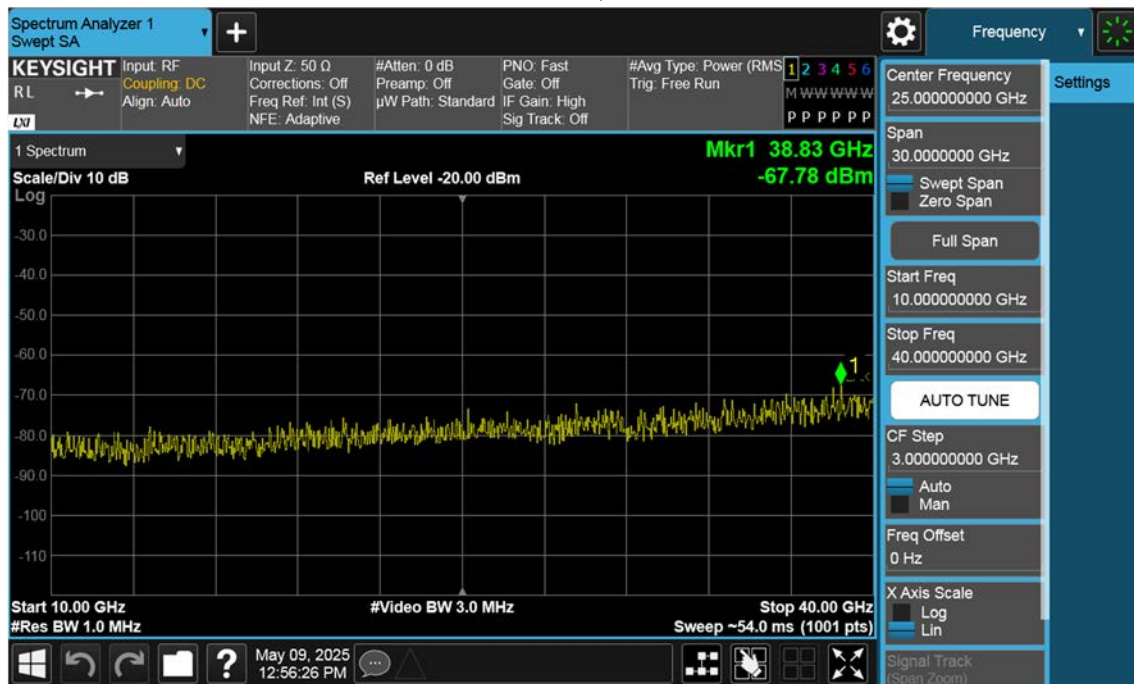 Spectrum Analyzer 1
Swept SA
Frequency
KEYSIGHT
R L
LXI
Input: RF
Coupling: DC
Align: Auto
Input Z: 50 Ω
Corrections: Off
Freq Ref: Int (S)
NFE: Adaptive
#Atten: 0 dB
Preamp: Off
µW Path: Standard
PNO: Fast
Gate: Off
IF Gain: High
Sig Track: Off
#Avg Type: Power (RMS
Trig: Free Run
1 2 3 4 5 6
M W W W W W
P P P P P P
1 Spectrum
Mkr1 38.83 GHz
-67.78 dBm
Scale/Div 10 dB
Ref Level -20.00 dBm
Log
-30.0
-40.0
-50.0
-60.0
-70.0
-80.0
-90.0
-100
-110
1
Start 10.00 GHz
#Video BW 3.0 MHz
Stop 40.00 GHz
#Res BW 1.0 MHz
Sweep ~54.0 ms (1001 pts)
?
May 09, 2025
12:56:26 PM
Center Frequency
25.000000000 GHz
Span
30.0000000 GHz
Swept Span
Zero Span
Full Span
Start Freq
10.000000000 GHz
Stop Freq
40.000000000 GHz
AUTO TUNE
CF Step
3.000000000 GHz
Auto
Man
Freq Offset
0 Hz
X Axis Scale
Log
Lin
Signal Track
(Span Zoom)
Settings